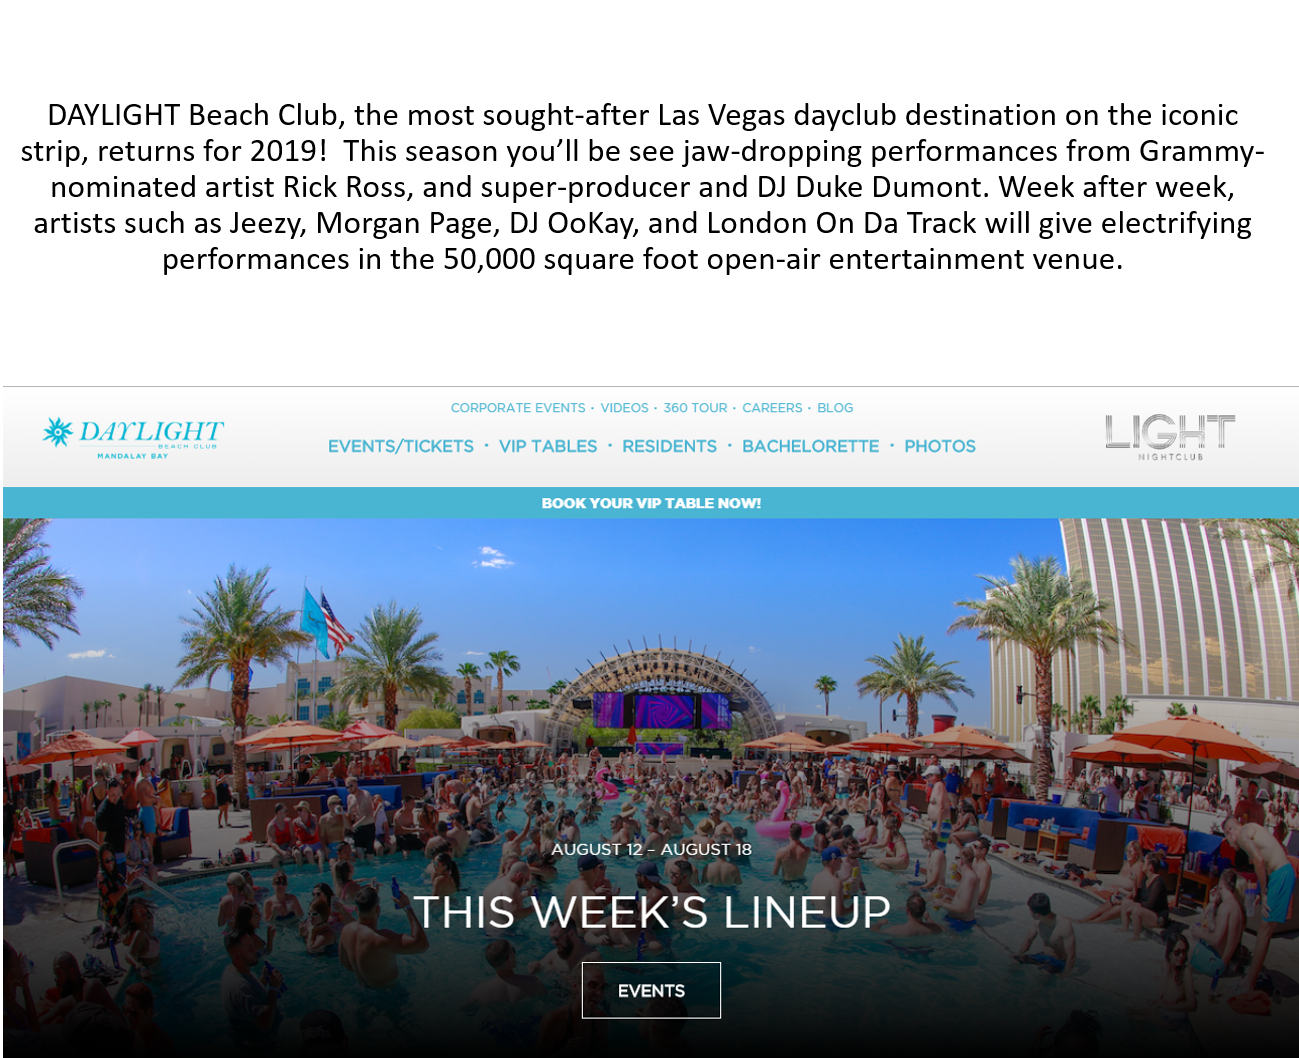 DAYLIGHT Beach Club, the most sought-after Las Vegas dayclub destination on the iconic
strip, returns for 2019!  This season you’ll be see jaw-dropping performances from Grammy-
nominated artist Rick Ross, and super-producer and DJ Duke Dumont. Week after week,
artists such as Jeezy, Morgan Page, DJ OoKay, and London On Da Track will give electrifying
performances in the 50,000 square foot open-air entertainment venue.
CORPORATE EVENTS · VIDEOS · 360 TOUR · CAREERS · BLOG
DAYLIGHT
BEACH CLUB
MANDALAY BAY
EVENTS/TICKETS · VIP TABLES · RESIDENTS · BACHELORETTE · PHOTOS
LIGHT
NIGHTCLUB
BOOK YOUR VIP TABLE NOW!
AUGUST 12 – AUGUST 18
THIS WEEK’S LINEUP
EVENTS